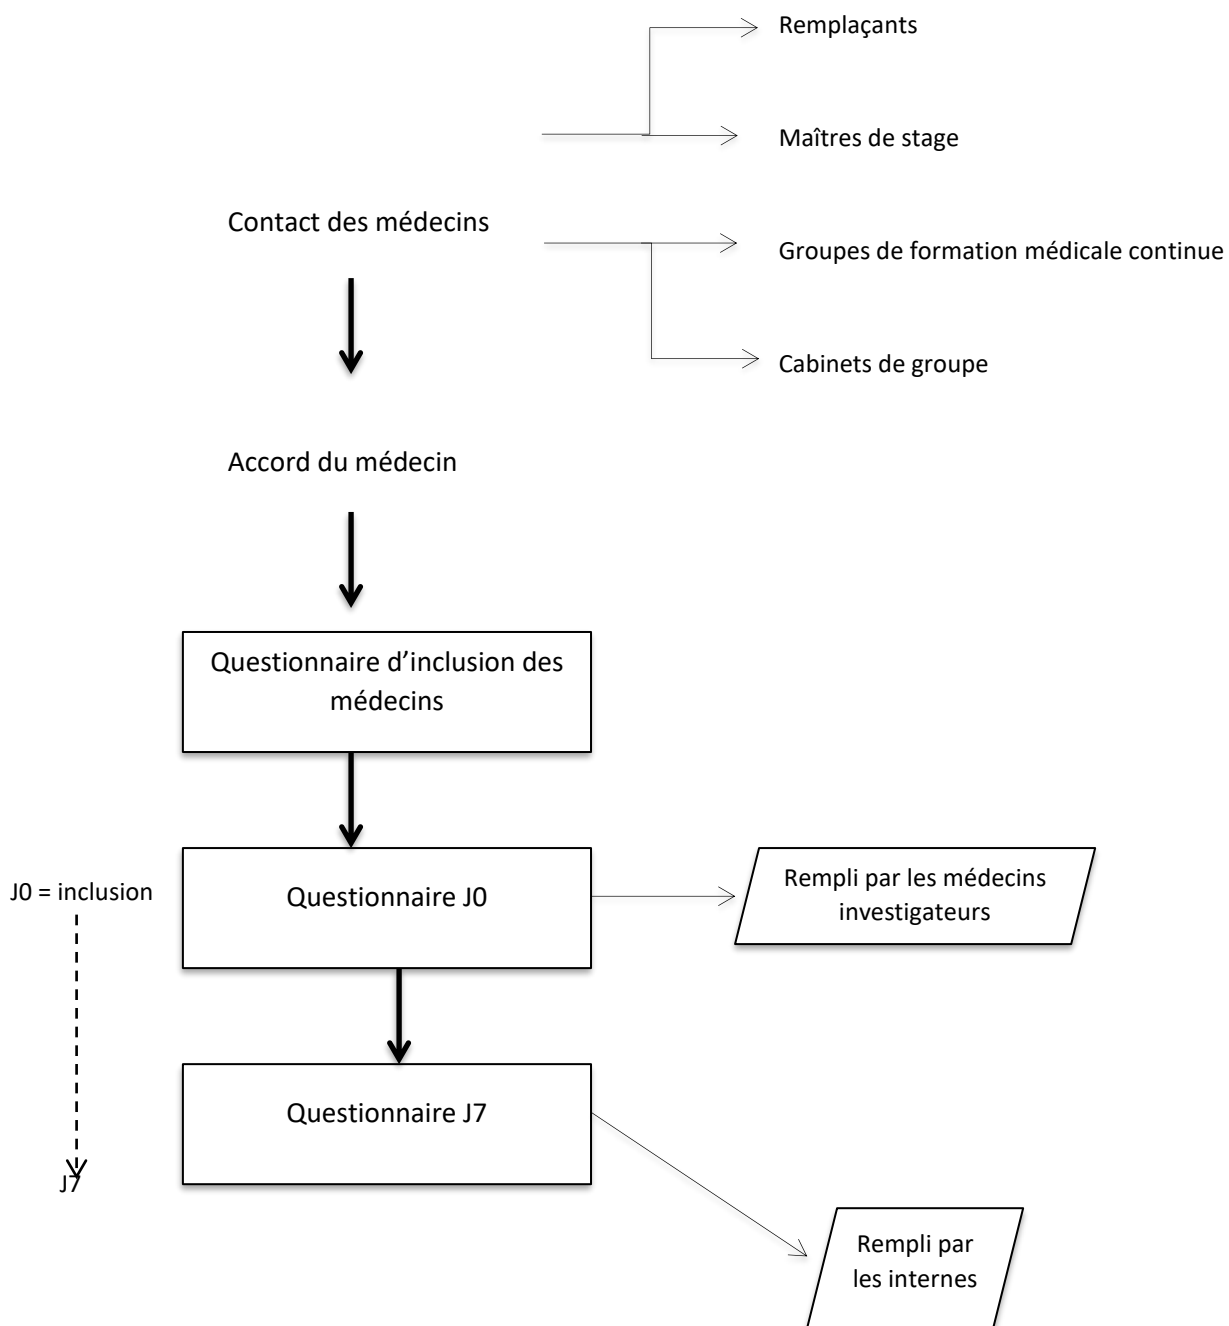 Remplaçants
Maîtres de stage
Contact des médecins
Groupes de formation médicale continue
Cabinets de groupe
Accord du médecin
Questionnaire d’inclusion des
médecins
J0 = inclusion
Questionnaire J0
Rempli par les médecins
investigateurs
Questionnaire J7
J7
Rempli par
les internes